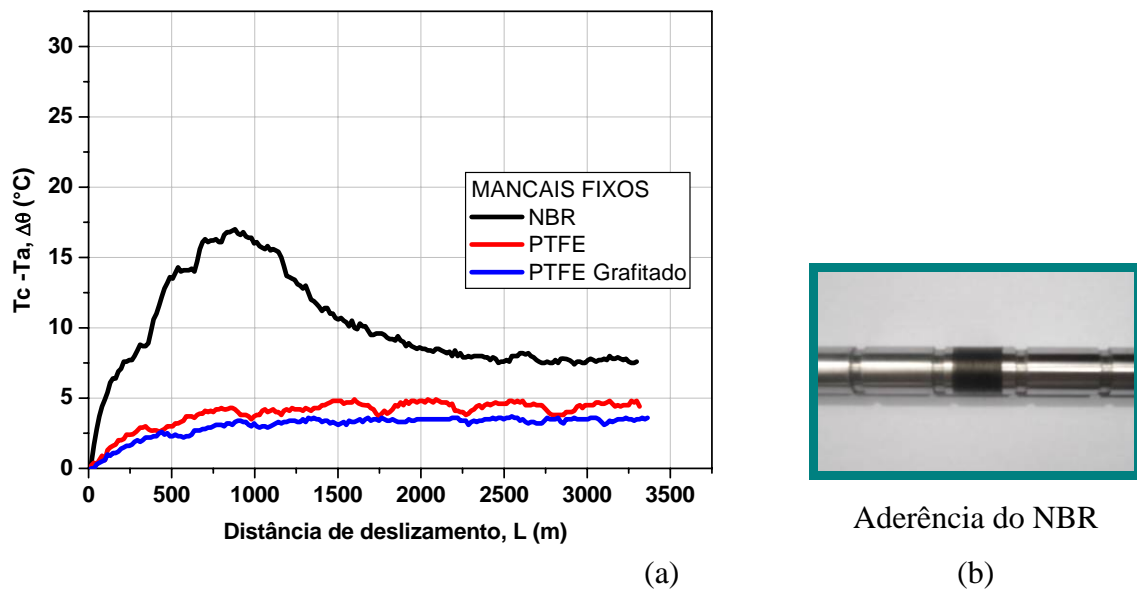 30
25
20
15
10
5
0
Tc -Ta, Δθ (°C)
MANCAIS FIXOS
NBR
PTFE
PTFE Grafitado
0 500 1000 1500 2000 2500 3000 3500
Distância de deslizamento, L (m)
(a)
Aderência do NBR
(b)